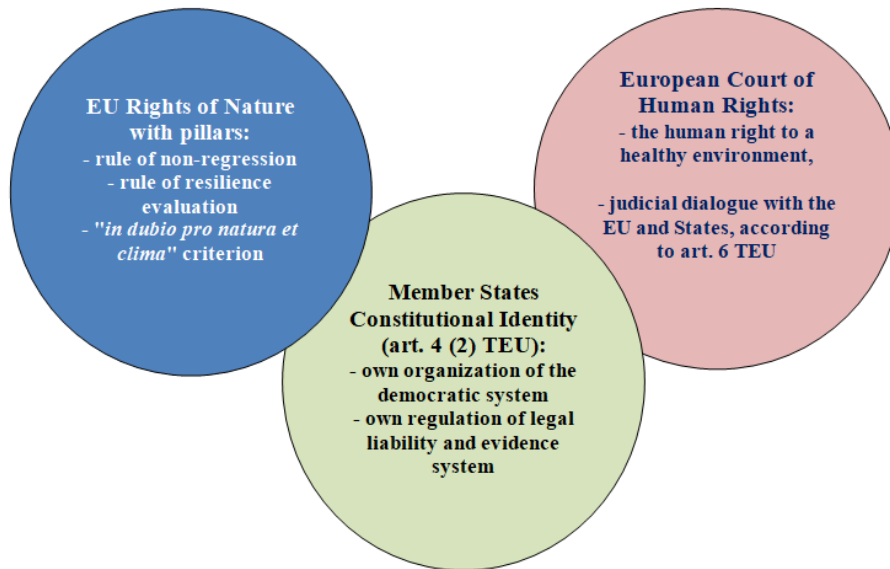 EU Rights of Nature
with pillars:
- rule of non-regression
- rule of resilience
evaluation
- "in dubio pro natura et
clima" criterion
European Court of
Human Rights:
- the human right to a
healthy environment,
- judicial dialogue with the
EU and States, according
to art. 6 TEU
Member States
Constitutional Identity
(art. 4 (2) TEU):
- own organization of the
democratic system
- own regulation of legal
liability and evidence
system